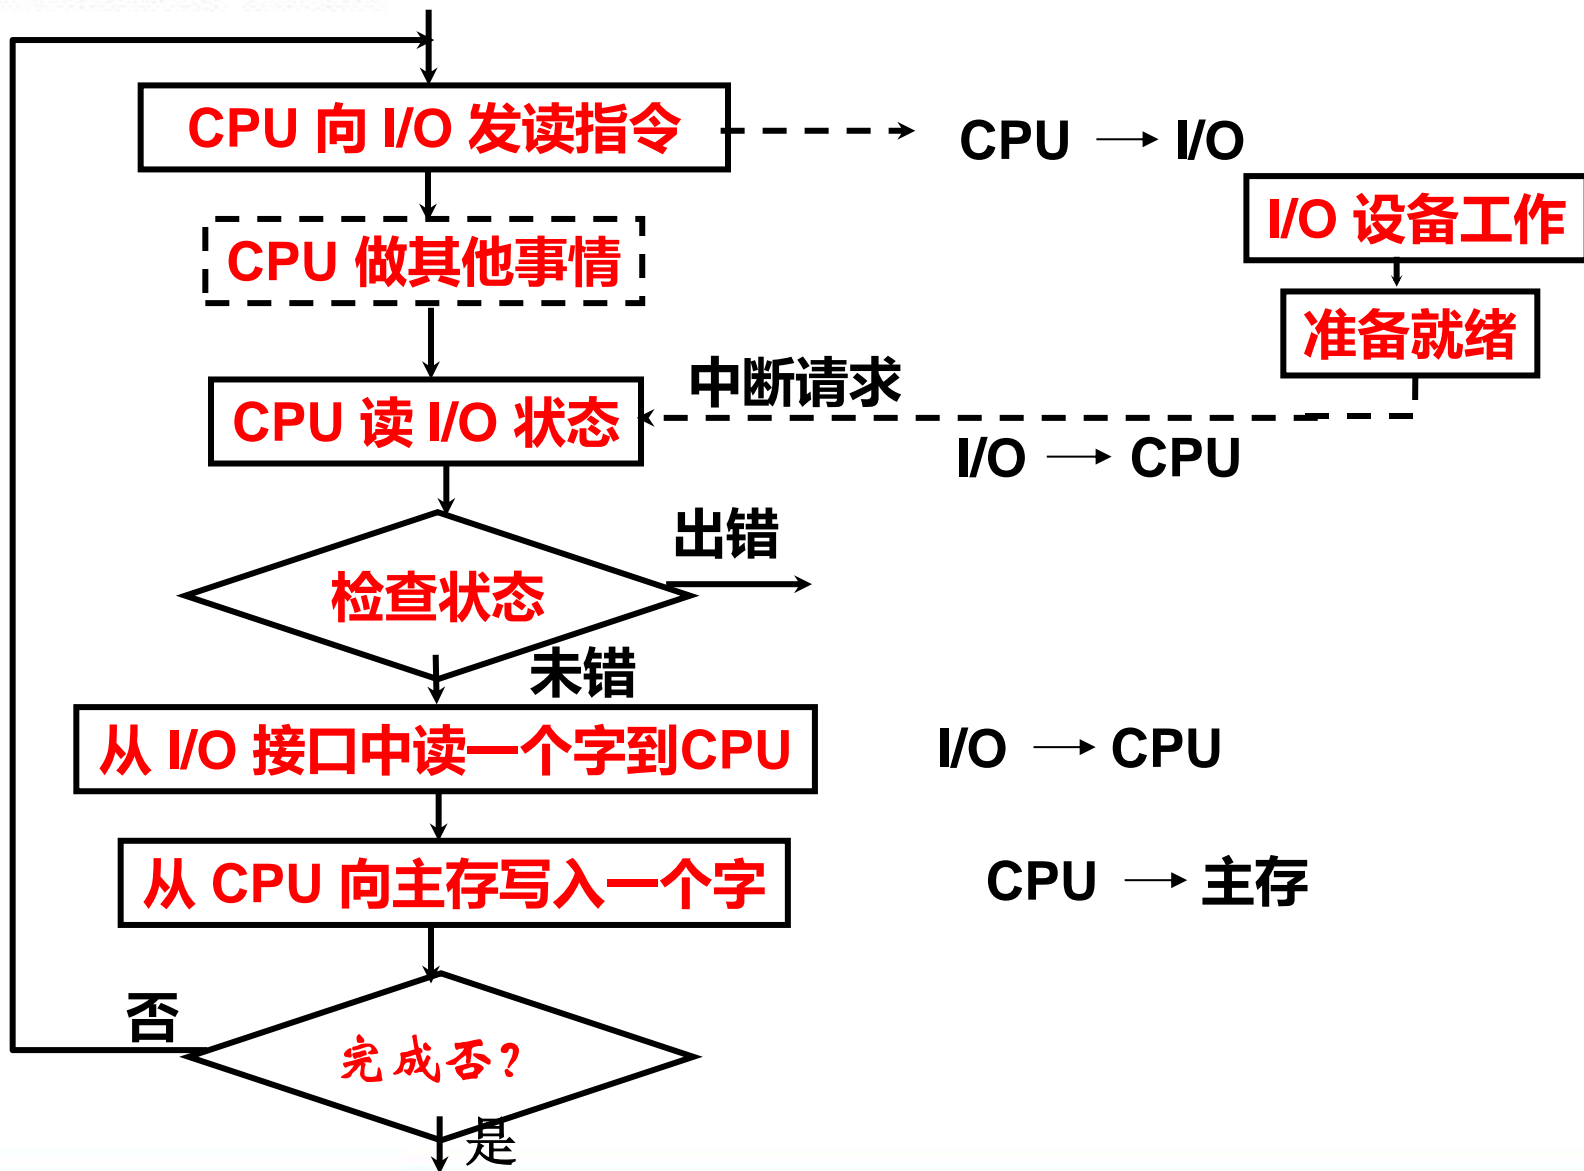 CPU 向 I/O 发读指令
CPU → I/O
I/O 设备工作
CPU 做其他事情
准备就绪
中断请求
CPU 读 I/O 状态
I/O → CPU
出错
检查状态
未错
从 I/O 接口中读一个字到CPU
I/O → CPU
从 CPU 向主存写入一个字
CPU → 主存
否
完成否?
是